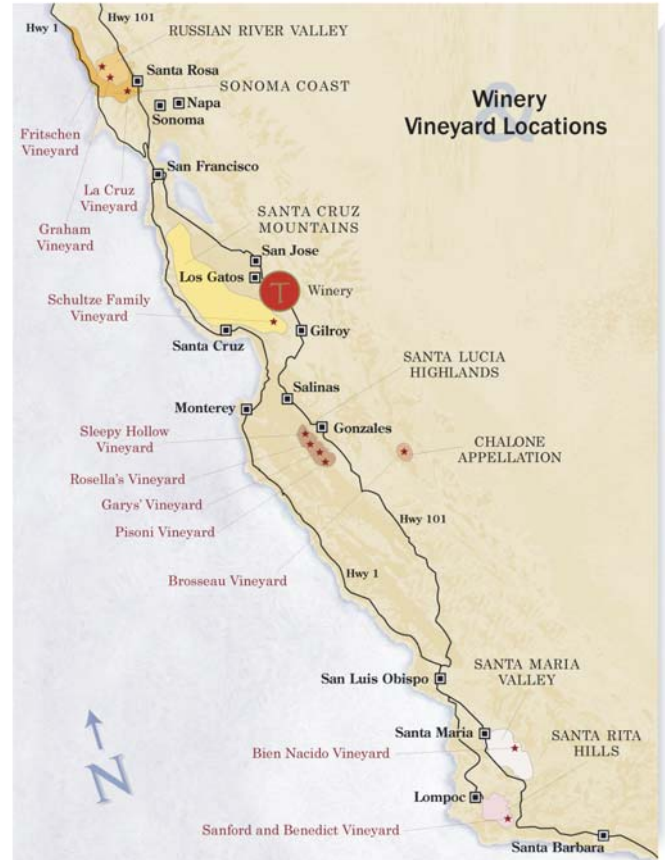 Hwy 101
Hwy 1
RUSSIAN RIVER VALLEY
Santa Rosa
SONOMA COAST
Napa
Sonoma
Winery
&
Vineyard Locations
Fritschen
Vineyard
La Cruz
Vineyard
Graham
Vineyard
San Francisco
SANTA CRUZ
MOUNTAINS
San Jose
Los Gatos
T
Winery
Schultze Family
Vineyard
Santa Cruz
Gilroy
SANTA LUCIA
HIGHLANDS
Salinas
Monterey
Gonzales
Sleepy Hollow
Vineyard
CHALONE
APPELLATION
Rosella's Vineyard
Garys' Vineyard
Pisoni Vineyard
Hwy 101
Brosseau Vineyard
Hwy 1
San Luis Obispo
SANTA MARIA
VALLEY
Santa Maria
SANTA RITA
HILLS
Bien Nacido Vineyard
Lompoc
Sanford and Benedict Vineyard
Santa Barbara
N